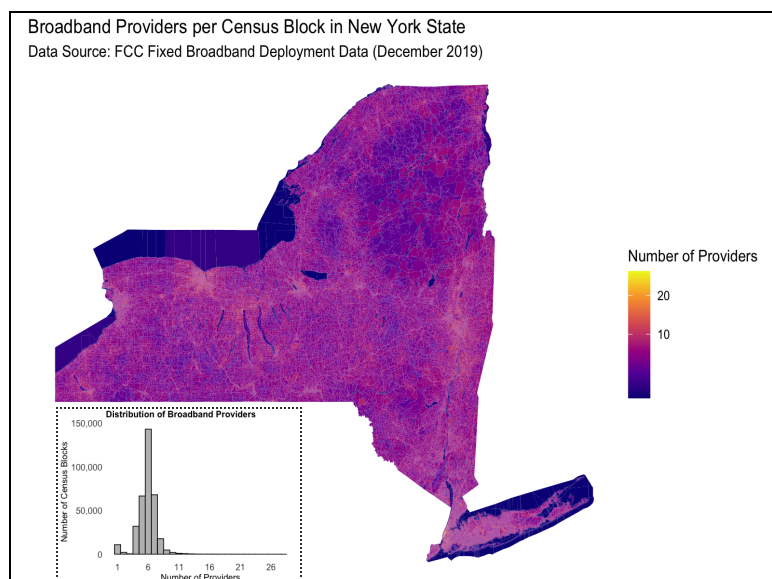 Broadband Providers per Census Block in New York State
Data Source: FCC Fixed Broadband Deployment Data (December 2019)
Number of Providers
20
10
Distribution of Broadband Providers
150,000
100,000
50,000
0
Number of Census Blocks
1 6 11 16 21 26
Number of Providers